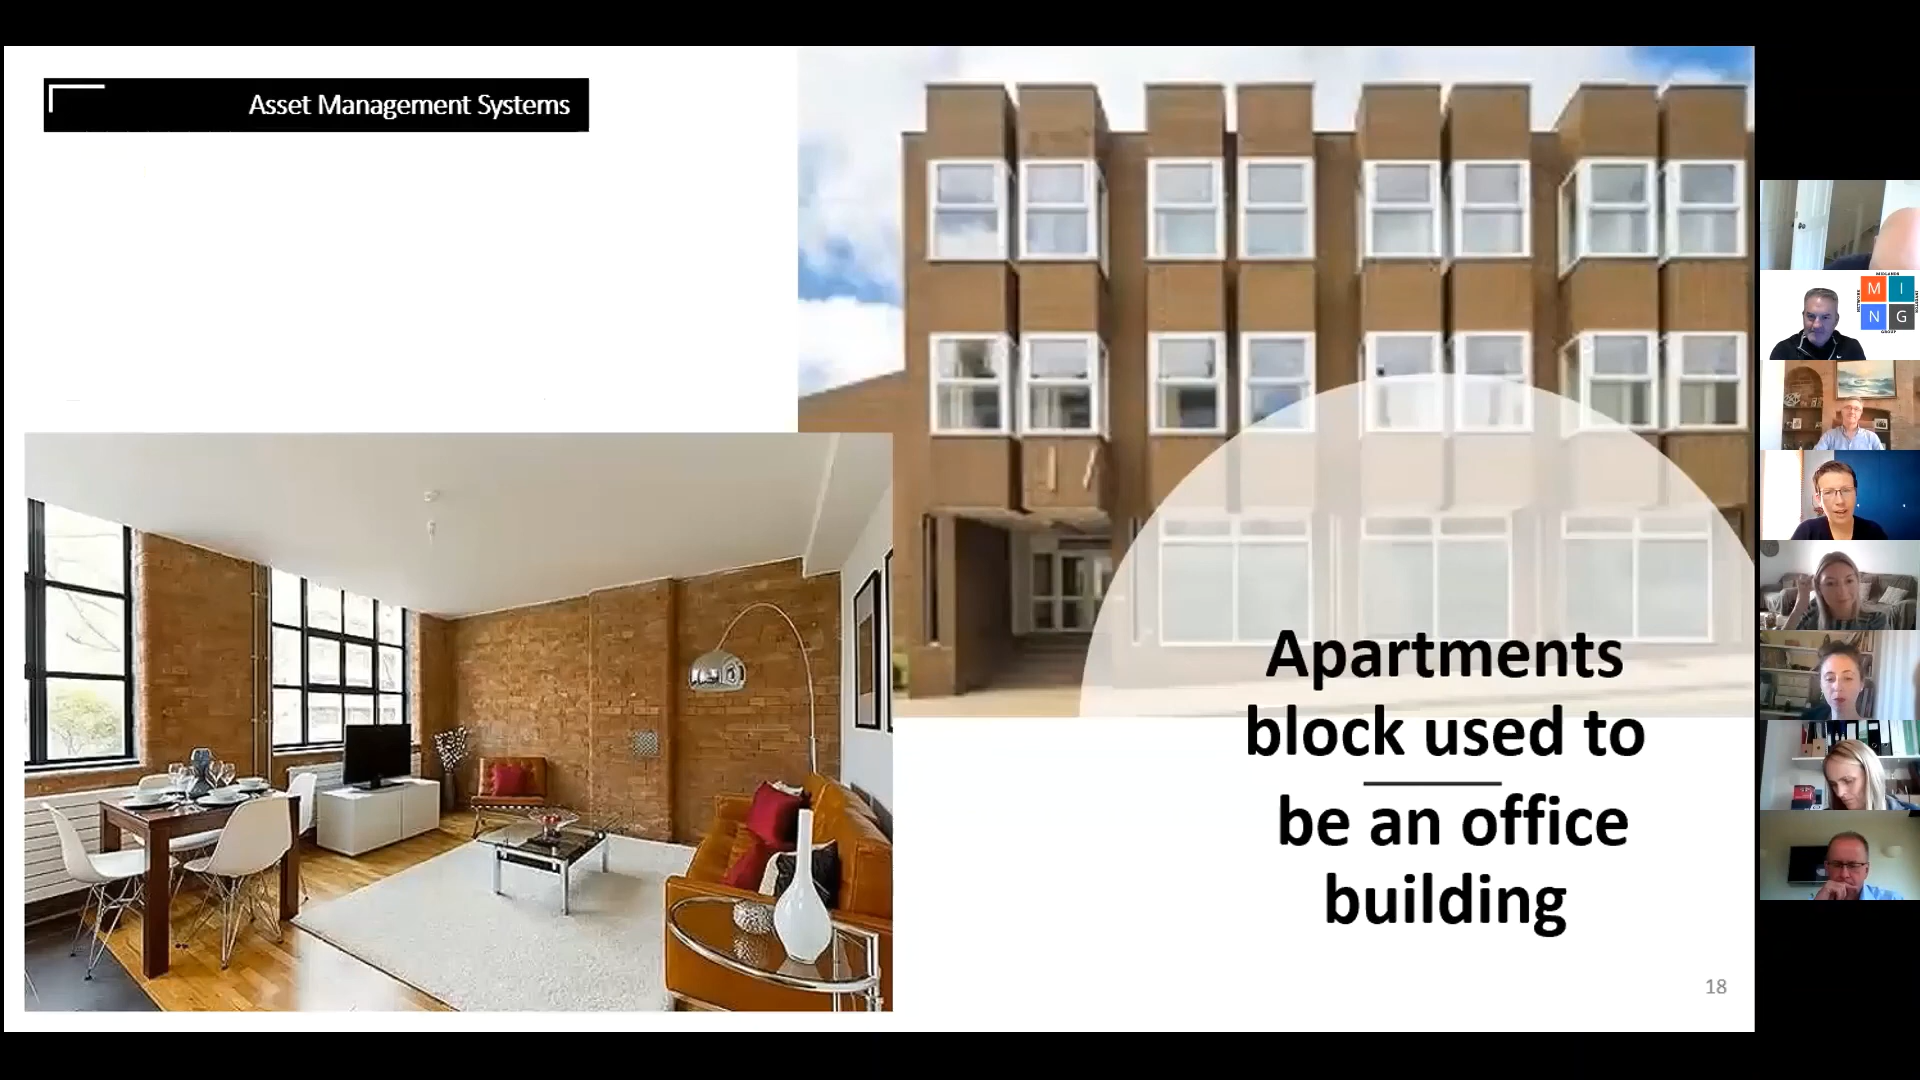 Asset Management Systems
Apartments
block used to
be an office
building
18
M I
N G